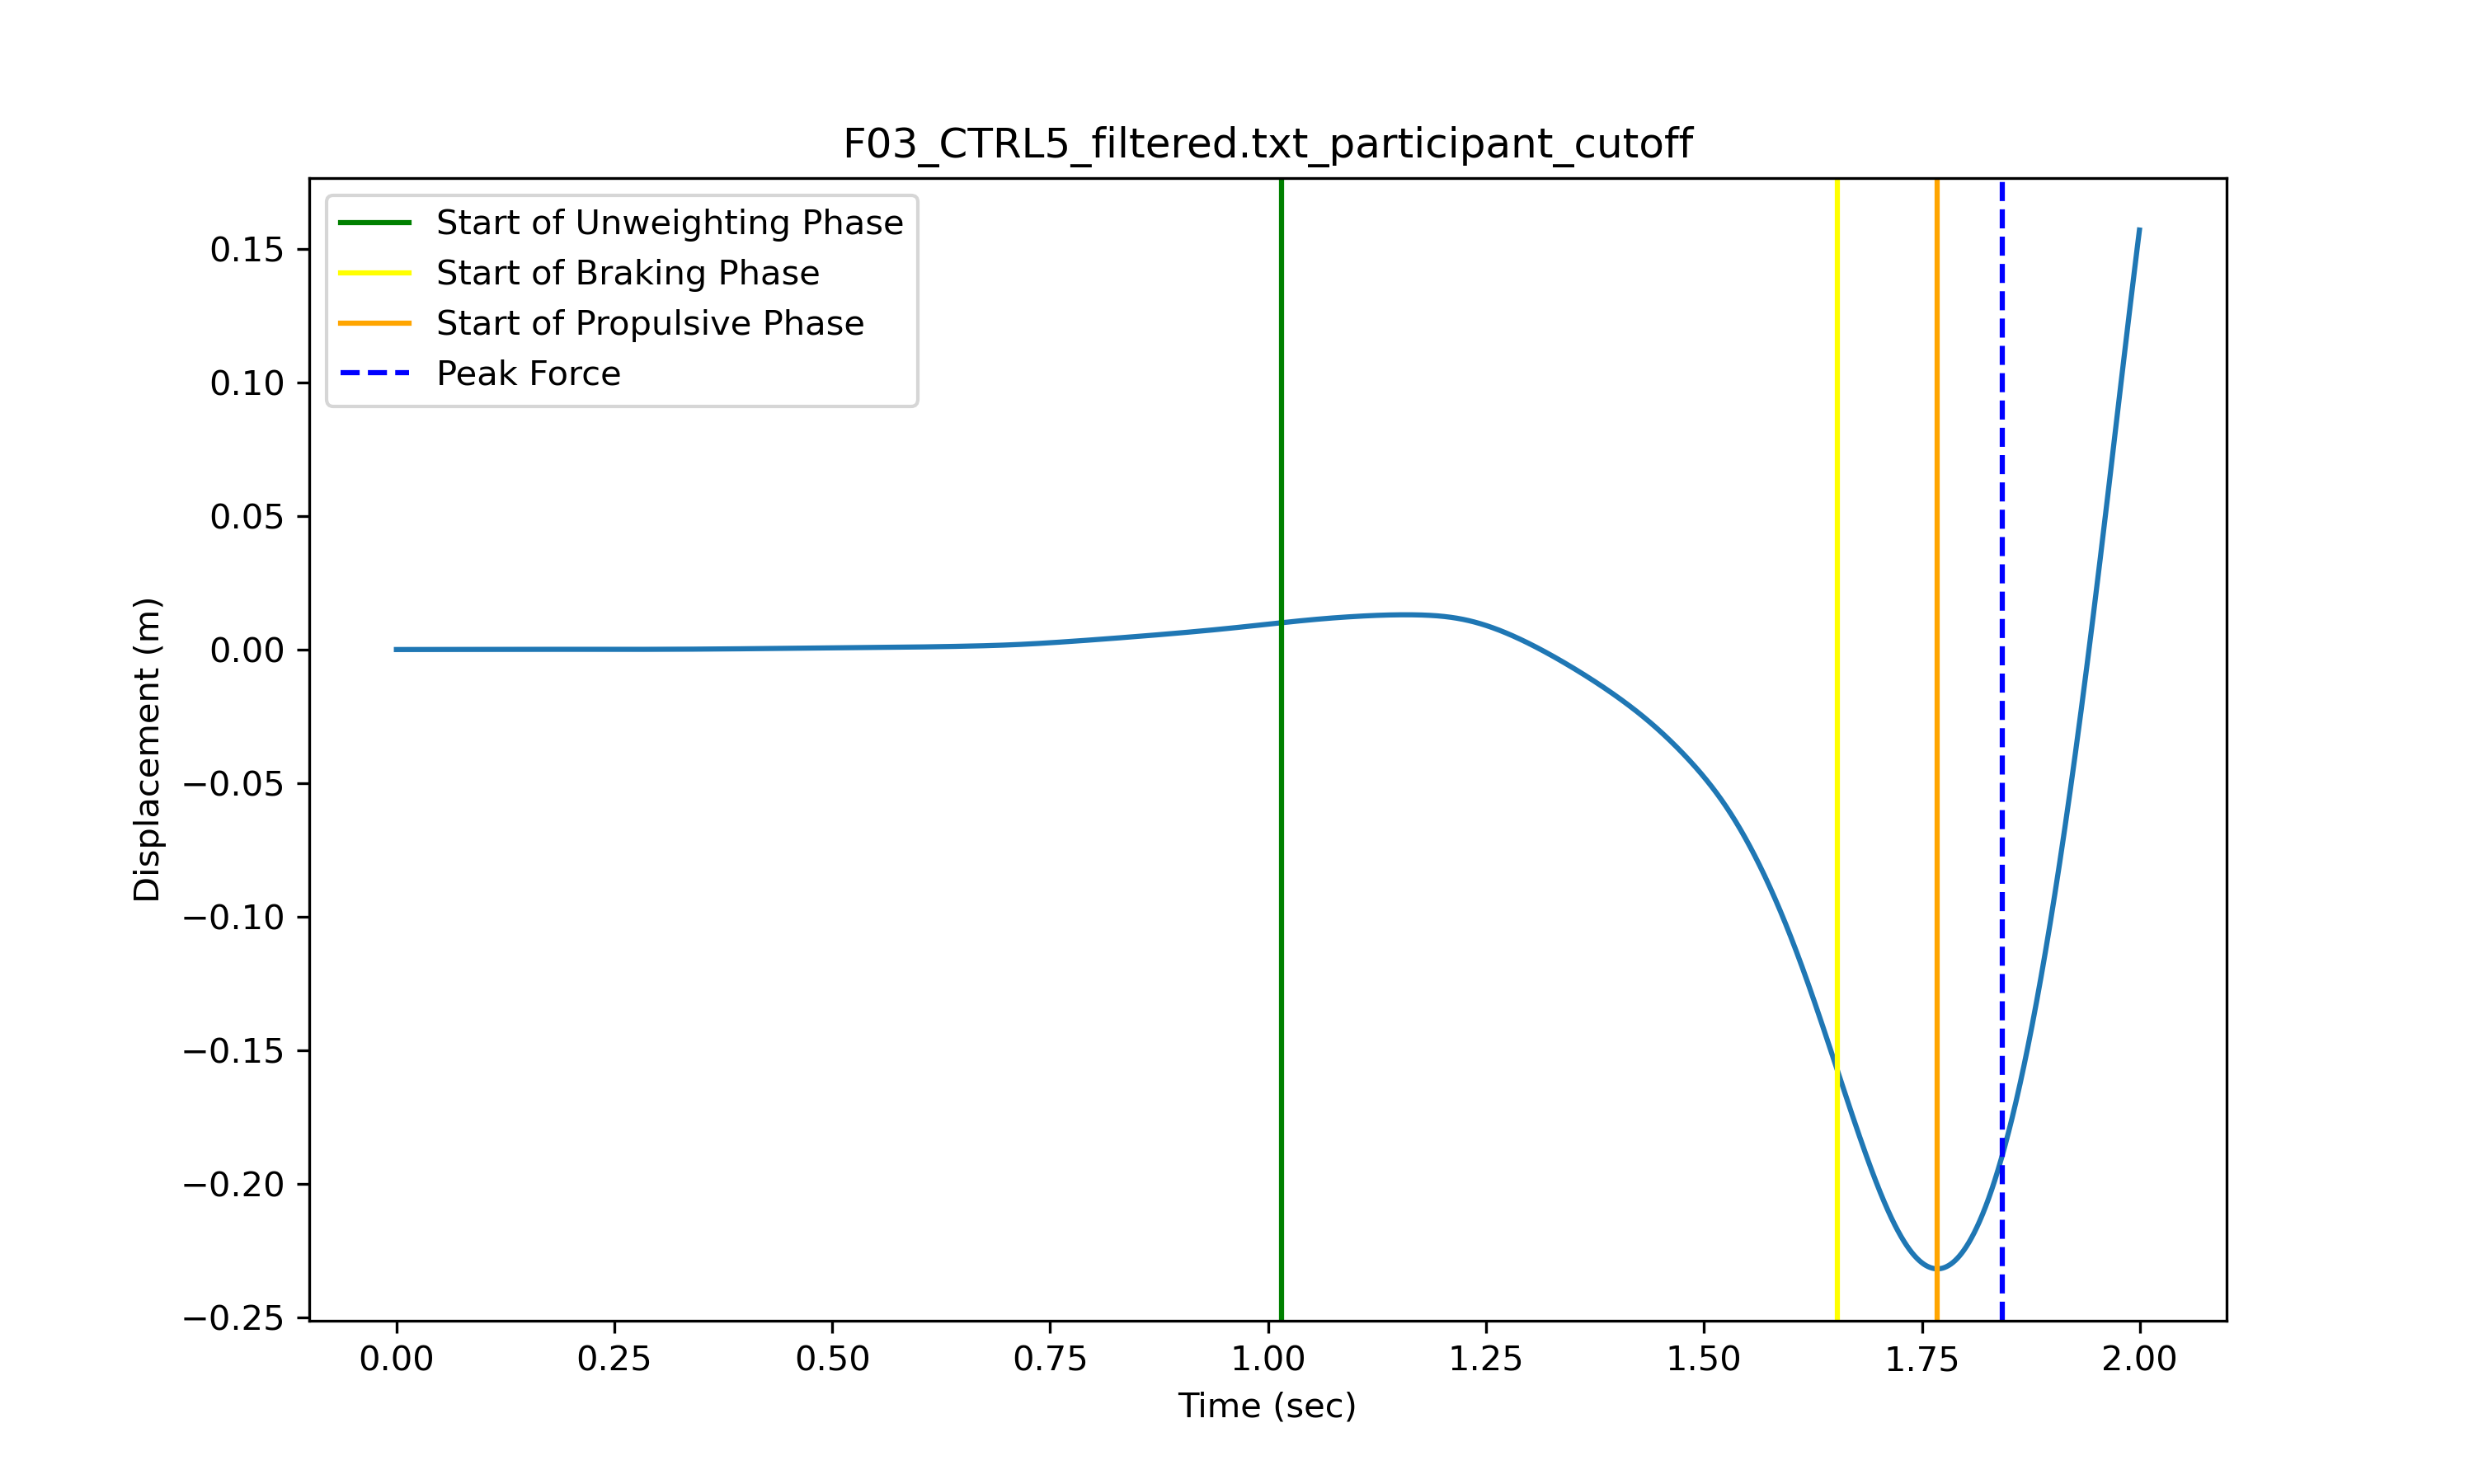 F03_CTRL5_filtered.txt_participant_cutoff
Start of Unweighting Phase
Start of Braking Phase
Start of Propulsive Phase
Peak Force
0.15
0.10
0.05
0.00
−0.05
−0.10
−0.15
−0.20
−0.25
Displacement (m)
0.00 0.25 0.50 0.75 1.00 1.25 1.50 1.75 2.00
Time (sec)